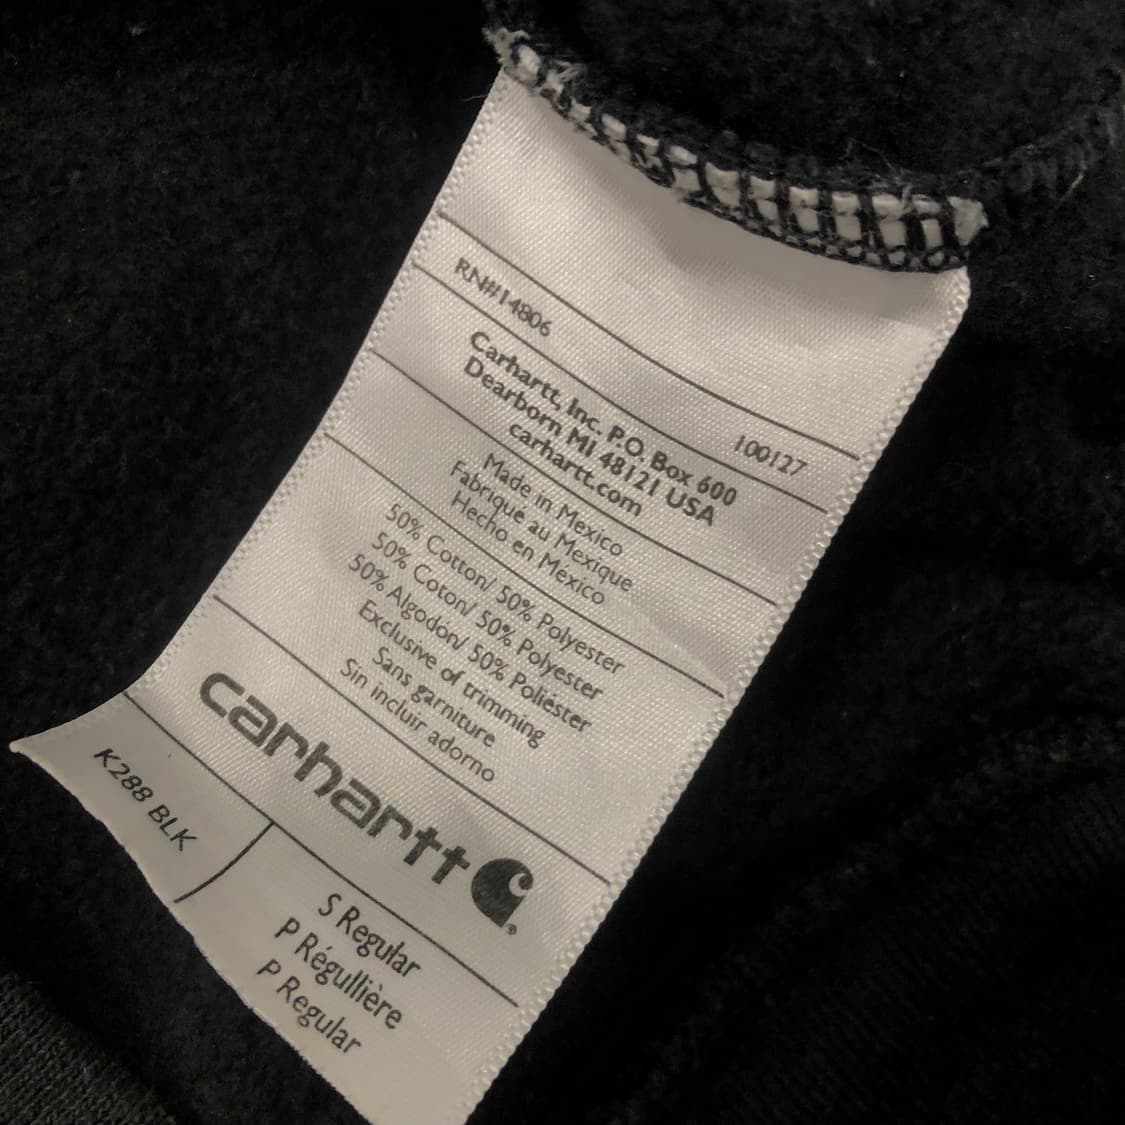 RN#14806 100127
Carhartt, Inc. P.O. Box 600
Dearborn MI 48121 USA
carhartt.com
Made in Mexico
Fabriqué au Mexique
Hecho en México
50% Cotton/ 50% Polyester
50% Coton/ 50% Polyester
50% Algodón/ 50% Poliéster
Exclusive of trimming
Sans garniture
Sin incluir adorno
carhartt
K288 BLK
S Regular
P Régullière
P Regular